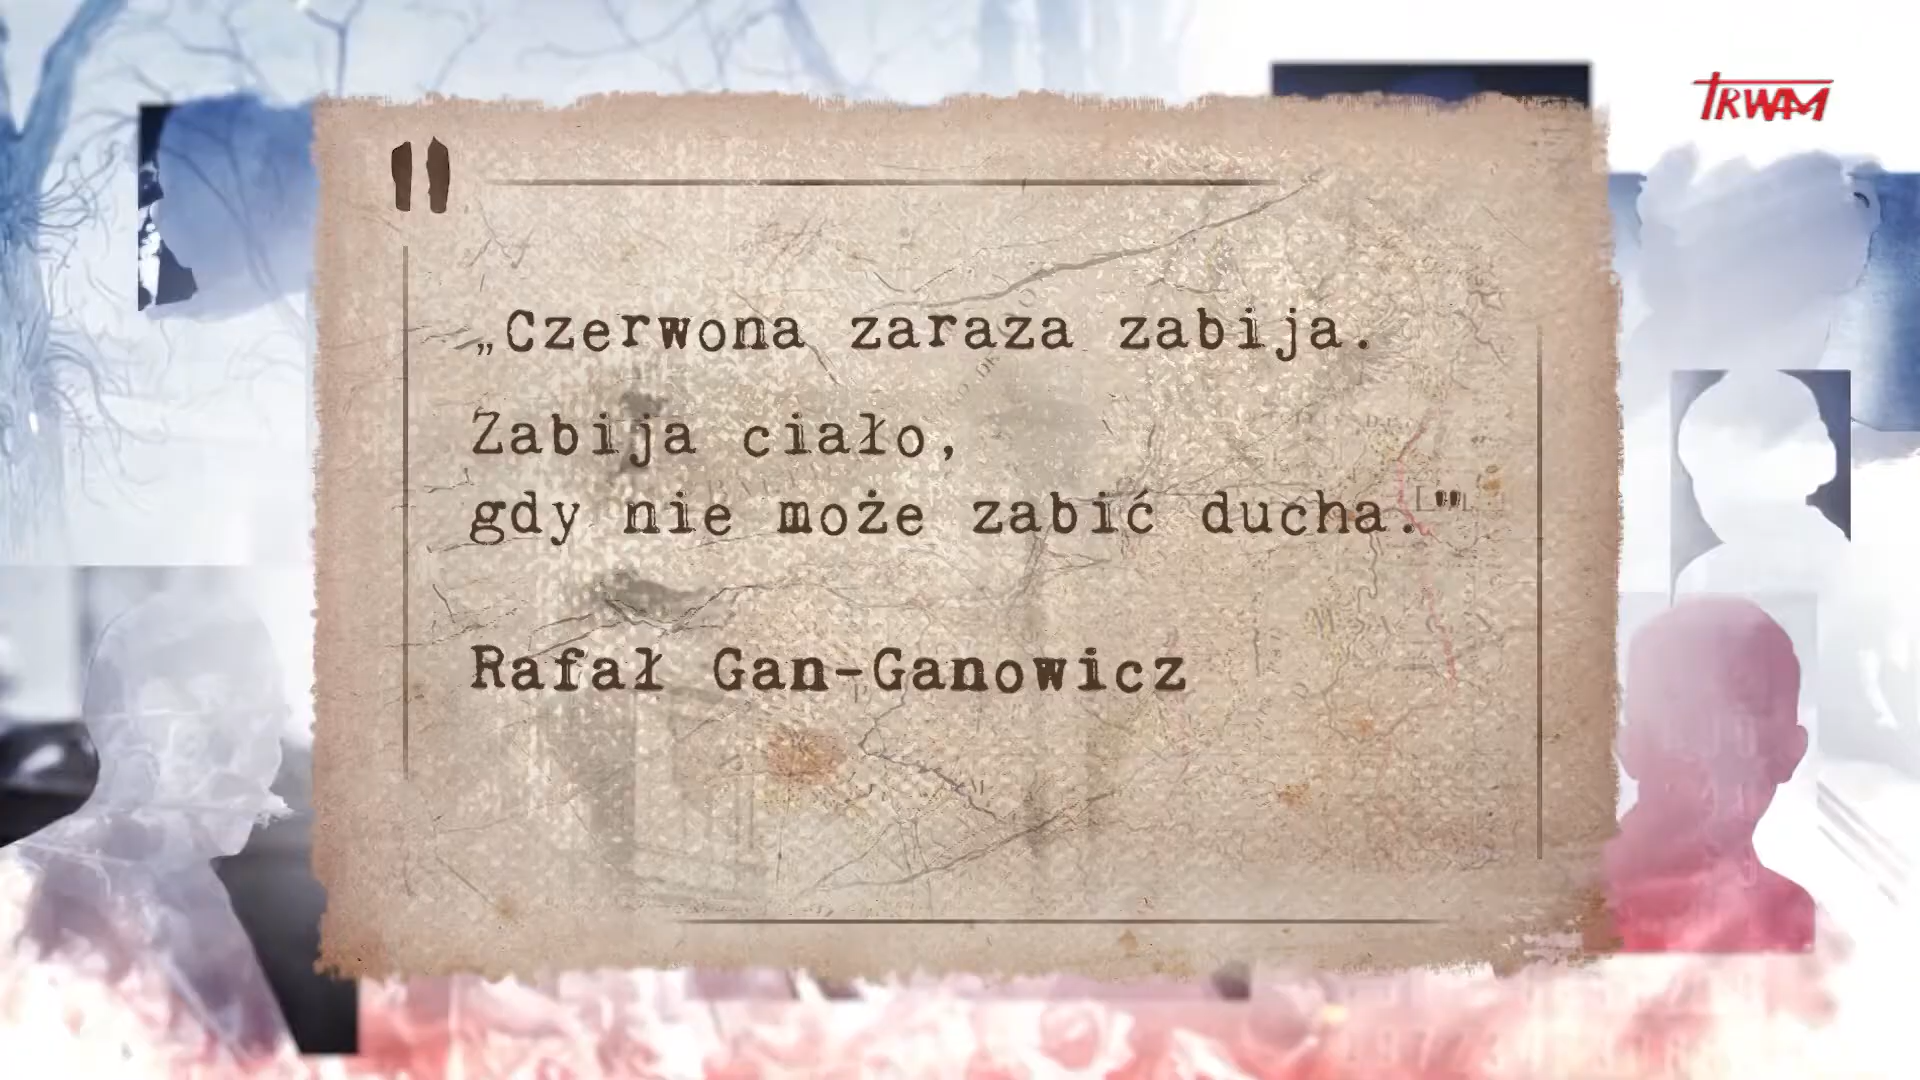 TRWAM
"
„Czerwona zaraza zabija.
Zabija ciało,
gdy nie może zabić ducha."
Rafał Gan-Ganowicz